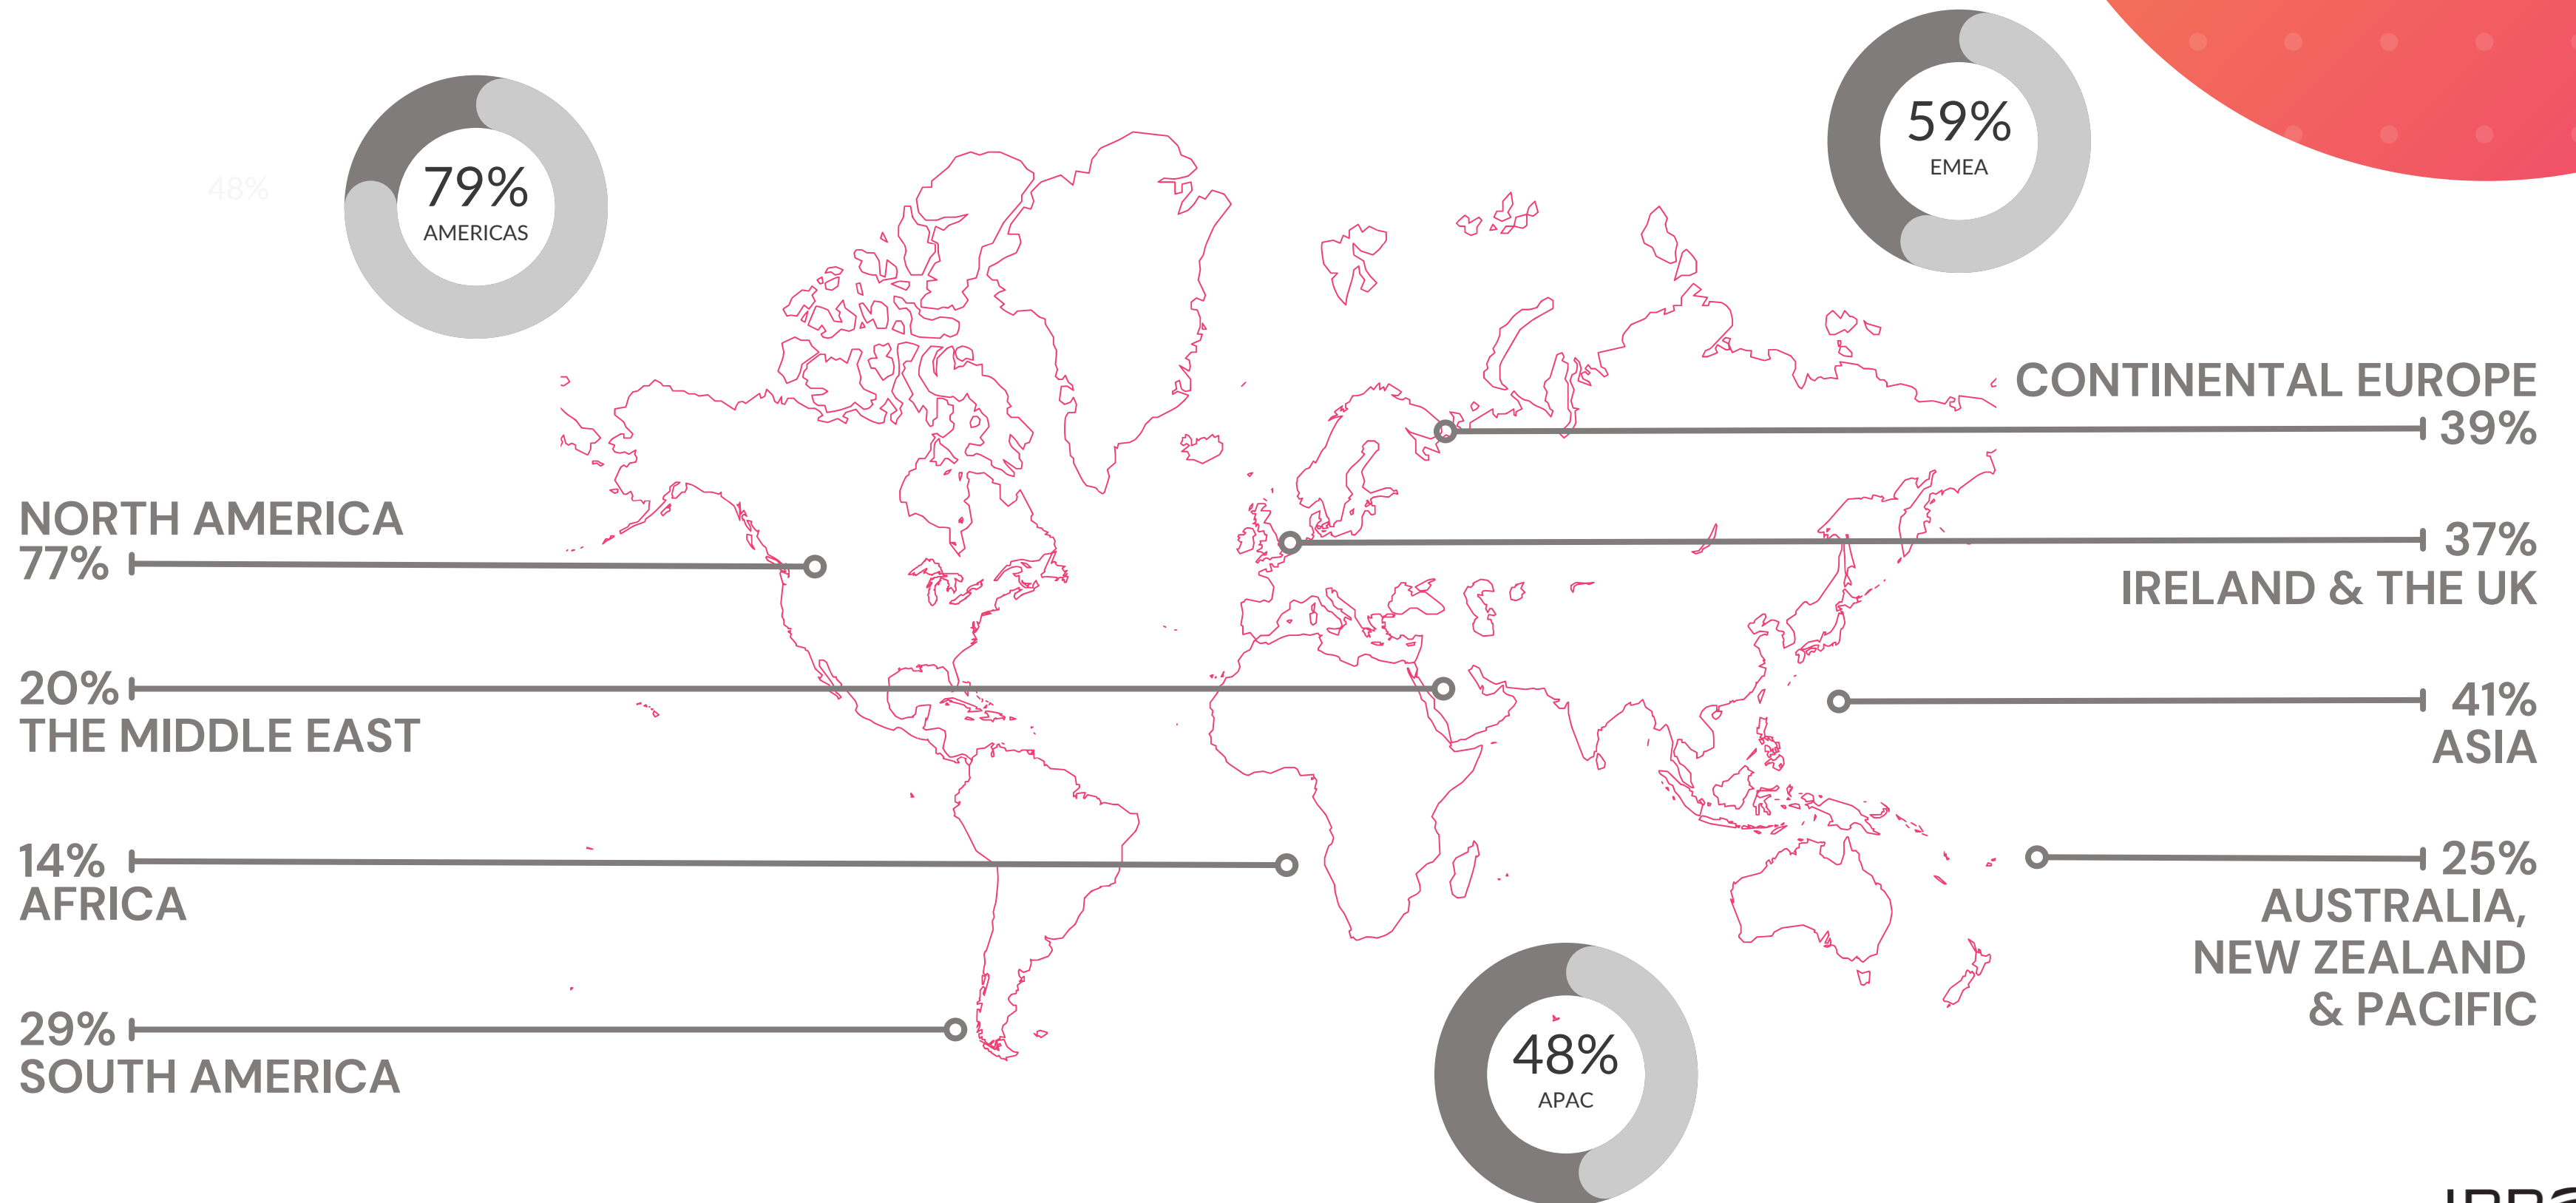 48%
79%
AMERICAS
59%
EMEA
CONTINENTAL EUROPE
39%
NORTH AMERICA
77%
37%
IRELAND & THE UK
20%
THE MIDDLE EAST
41%
ASIA
14%
AFRICA
25%
AUSTRALIA,
NEW ZEALAND
& PACIFIC
29%
SOUTH AMERICA
48%
APAC